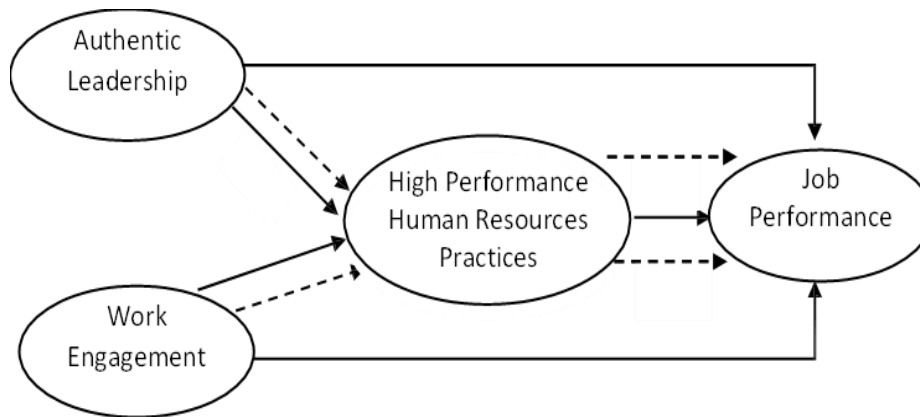 Authentic
Leadership
High Performance
Human Resources
Practices
Job
Performance
Work
Engagement